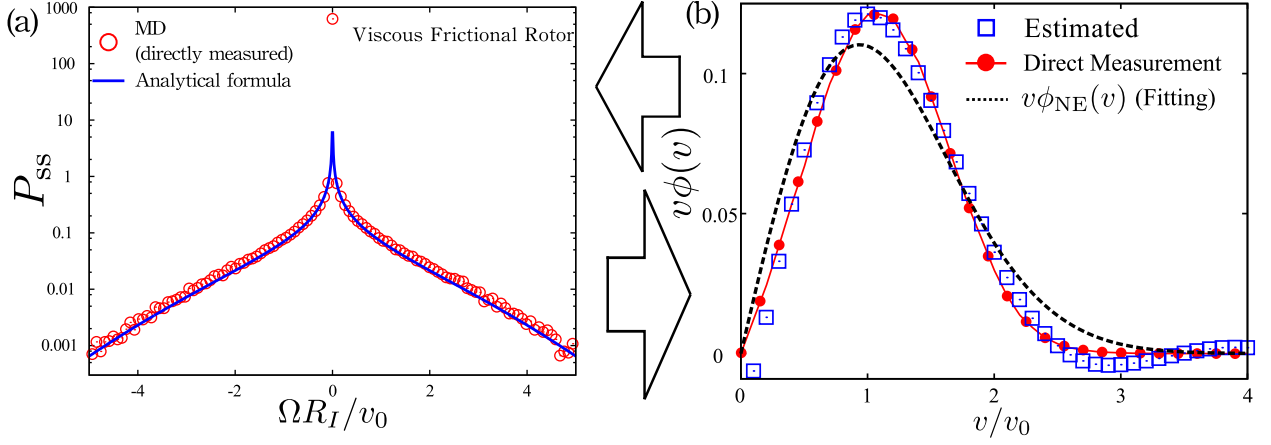 (a)
1000
100
10
1
0.1
0.01
0.001
P_ss
MD
(directly measured)
Analytical formula
Viscous Frictional Rotor
-4
-2
0
2
4
ΩR_I/v_0
(b)
0.1
0.05
0
vϕ(v)
Estimated
Direct Measurement
vϕ_NE(v) (Fitting)
0
1
2
3
4
v/v_0